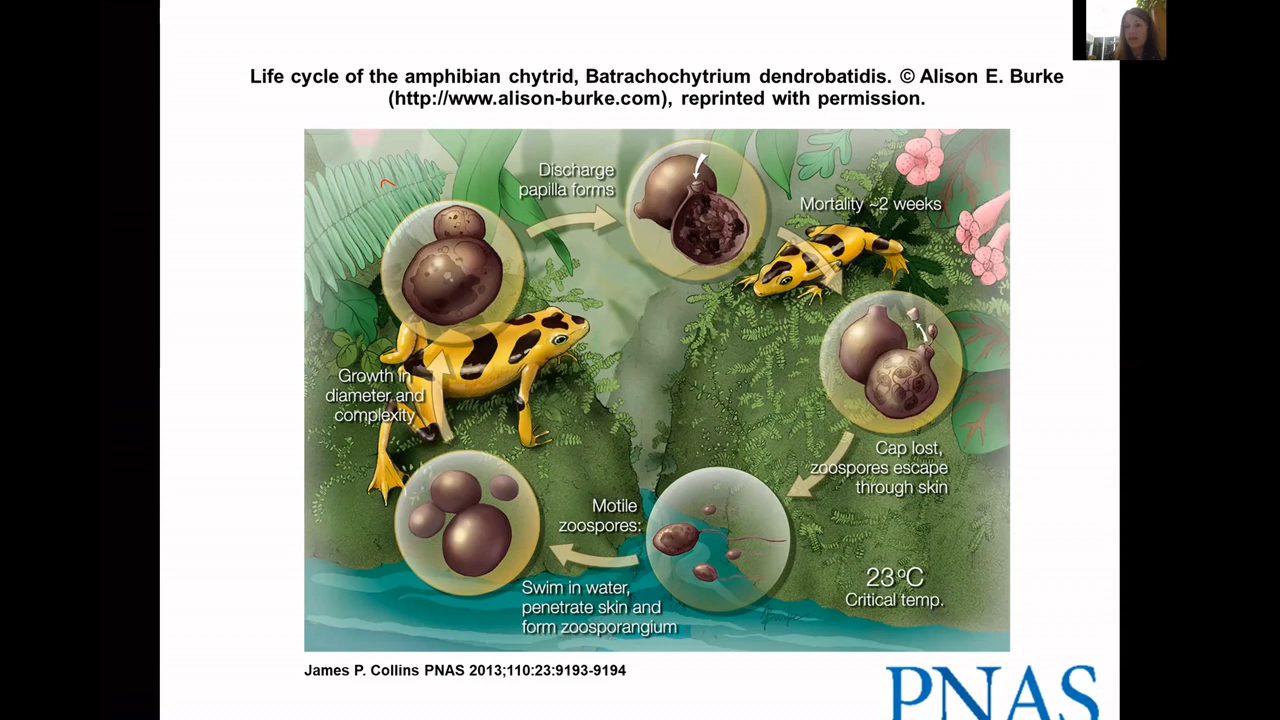 Life cycle of the amphibian chytrid, Batrachochytrium dendrobatidis. © Alison E. Burke
(http://www.alison-burke.com), reprinted with permission.
Discharge
papilla forms
Mortality ~2 weeks
Growth in
diameter and
complexity
Cap lost,
zoospores escape
through skin
Motile
zoospores:
Swim in water,
penetrate skin and
form zoosporangium
23ºC
Critical temp.
James P. Collins PNAS 2013;110:23:9193-9194
PNAS